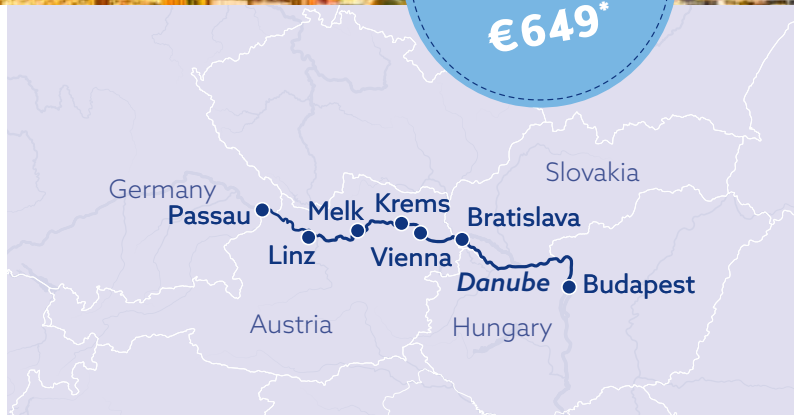 €649*
Slovakia
Germany
Passau
Melk
Krems
Bratislava
Linz
Vienna
Danube
Budapest
Austria
Hungary